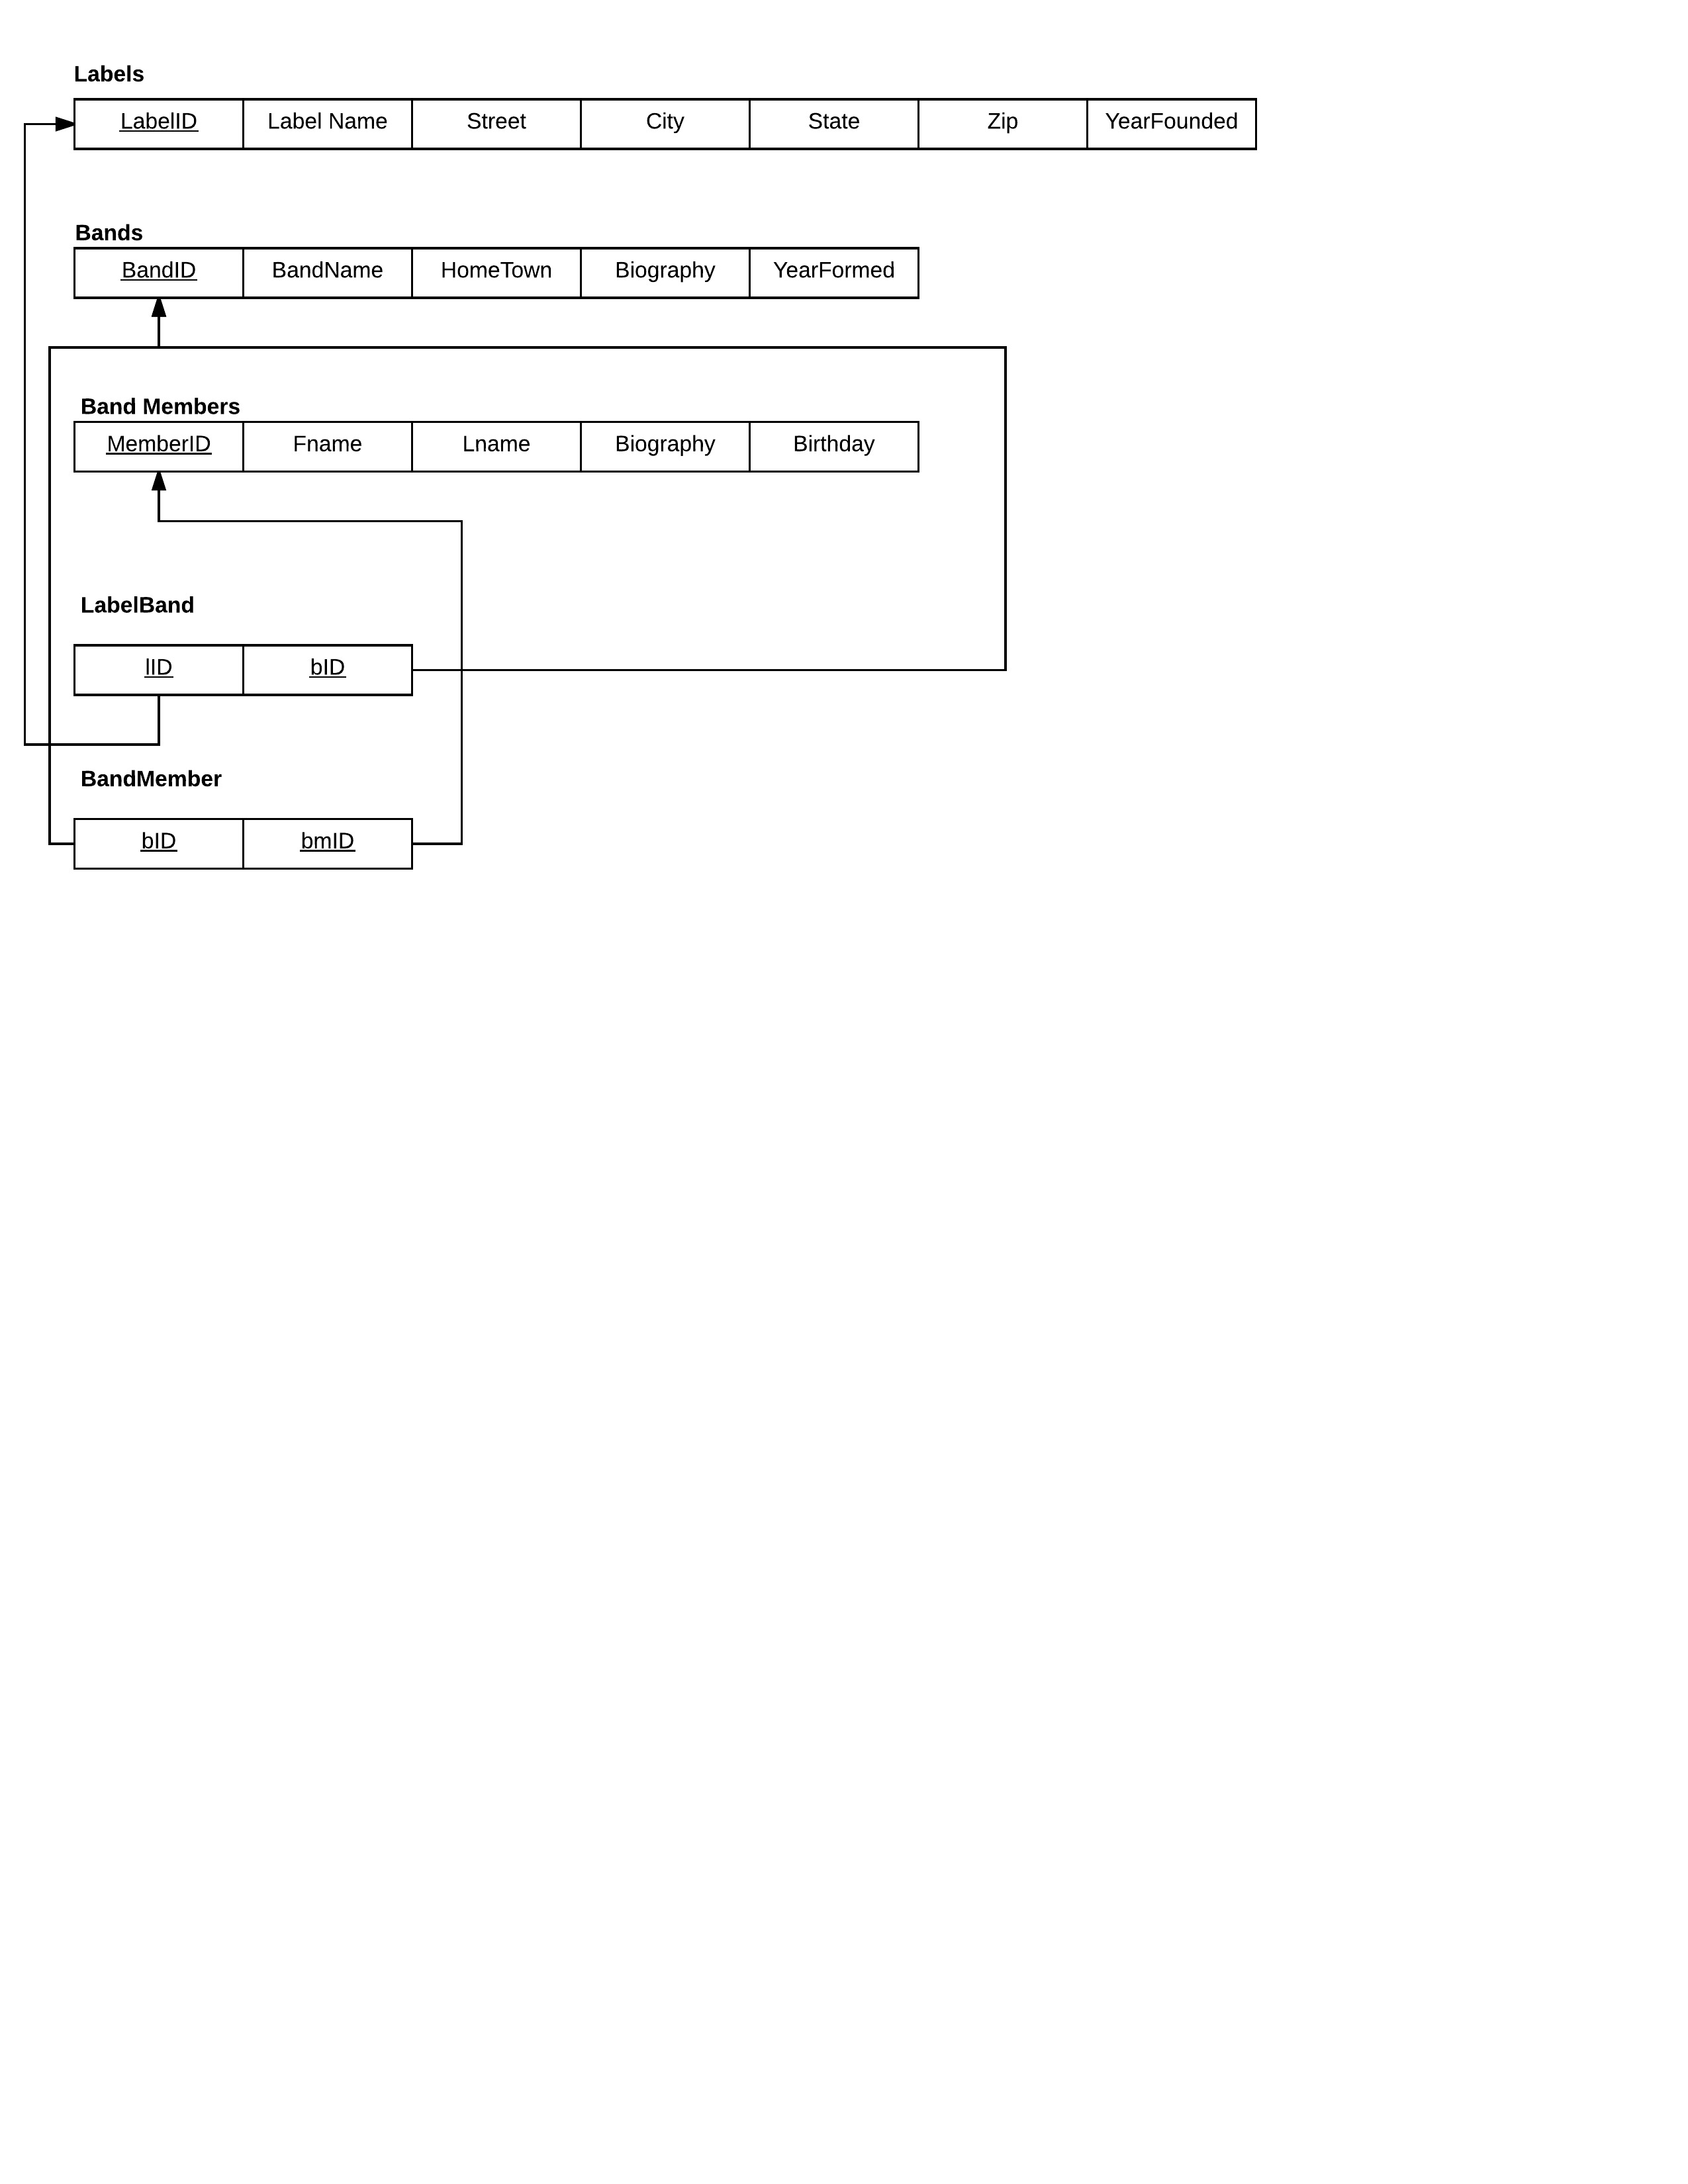 Labels
LabelID Label Name Street City State Zip YearFounded
Bands
BandID BandName HomeTown Biography YearFormed
Band Members
MemberID Fname Lname Biography Birthday
LabelBand
lID bID
BandMember
bID bmID